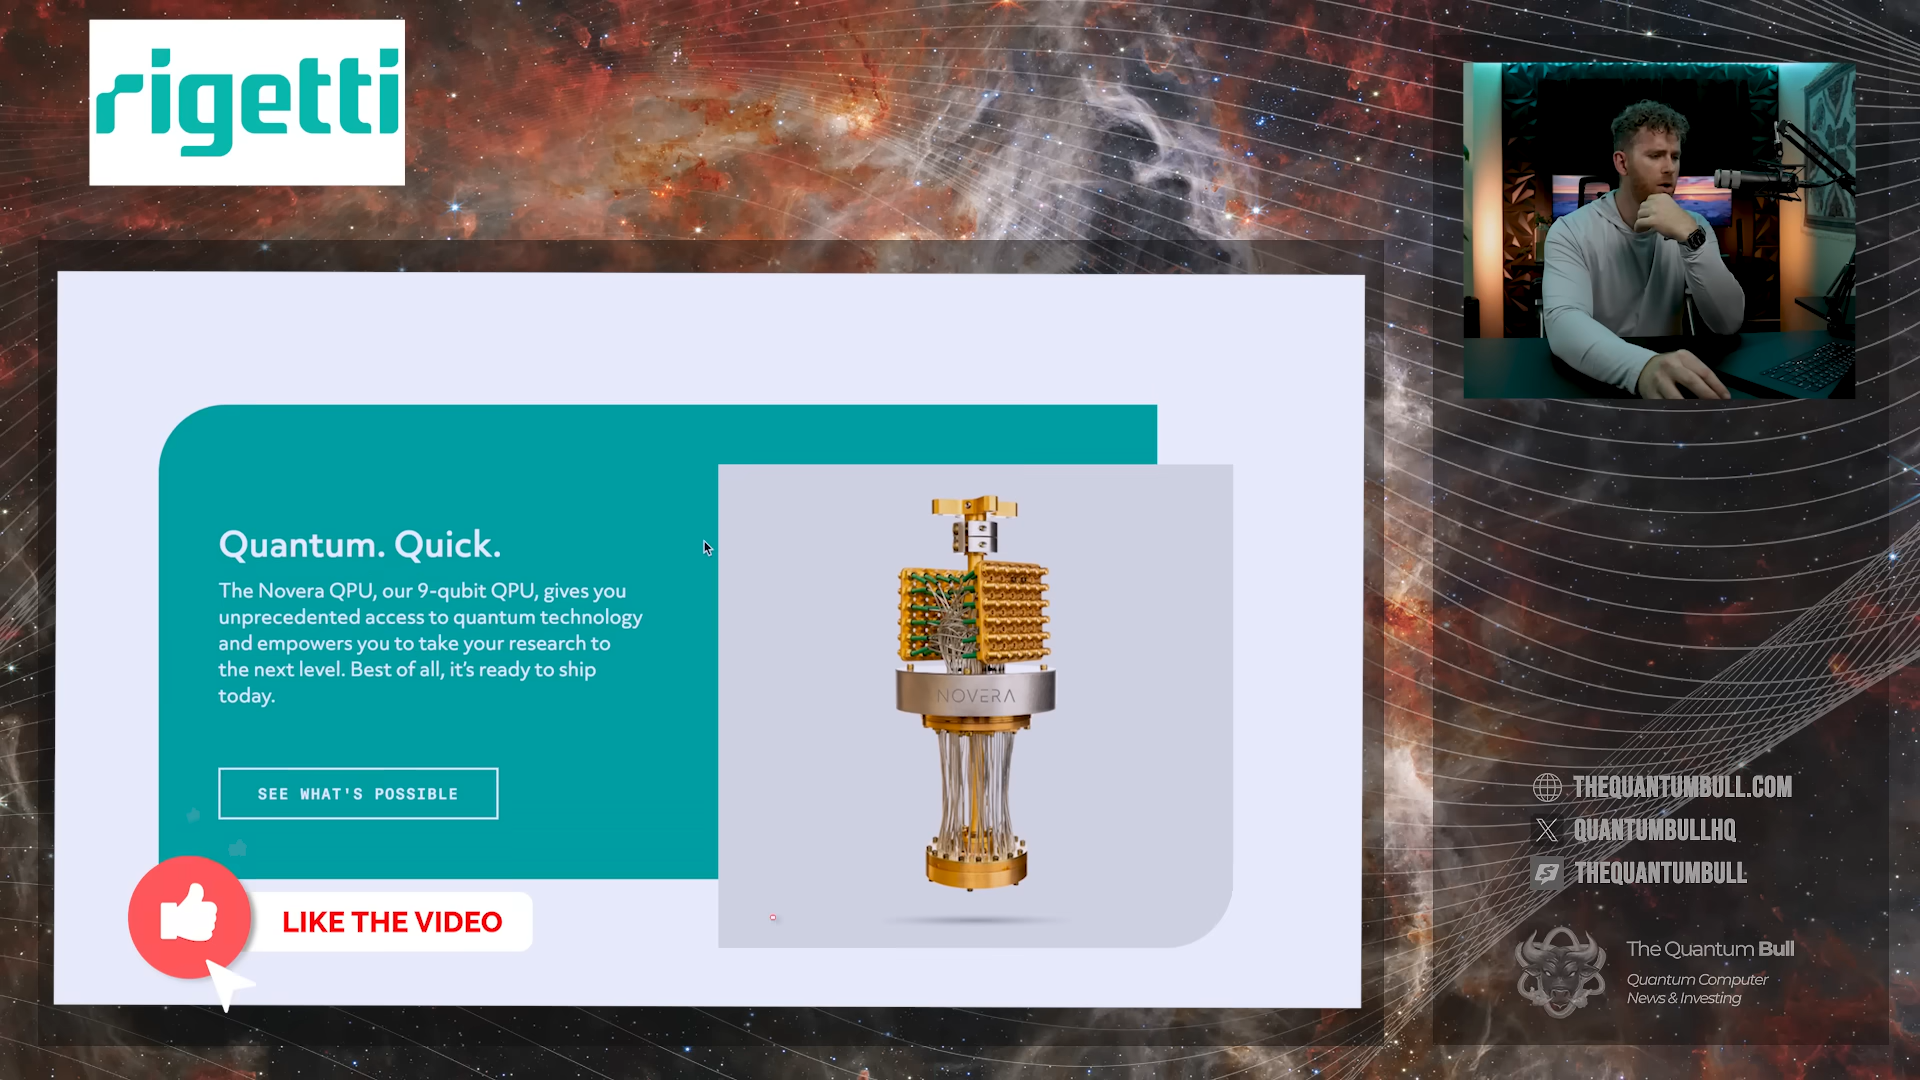 rigetti
Quantum. Quick.
The Novera QPU, our 9-qubit QPU, gives you
unprecedented access to quantum technology
and empowers you to take your research to
the next level. Best of all, it's ready to ship
today.
SEE WHAT'S POSSIBLE
NOVERA
LIKE THE VIDEO
THEQUANTUMBULL.COM
QUANTUMBULLHQ
THEQUANTUMBULL
The Quantum Bull
Quantum Computer
News & Investing